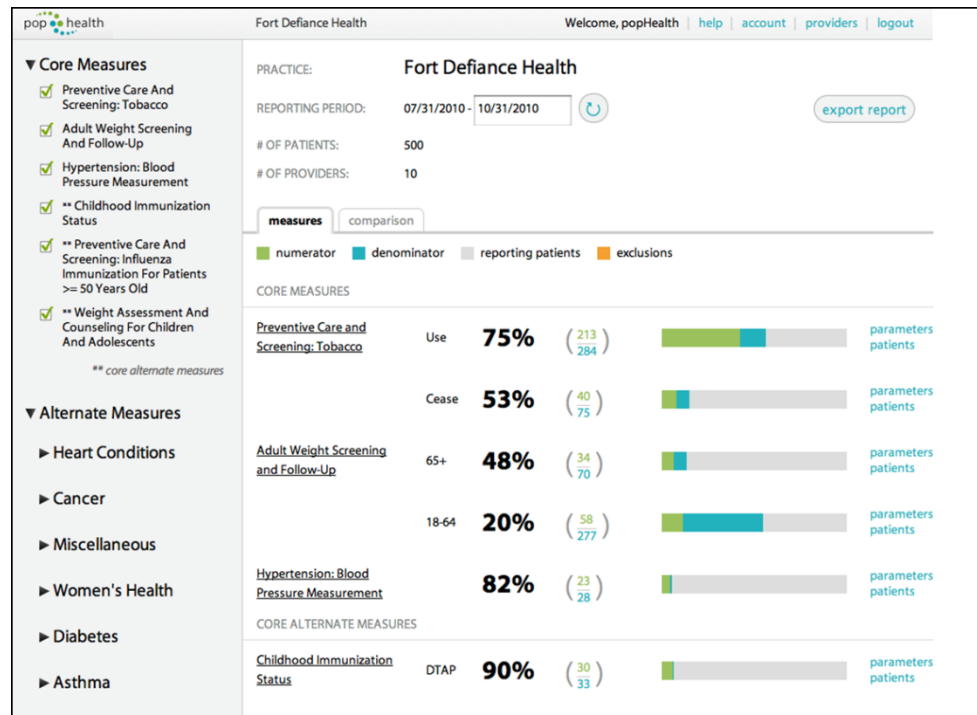 pop health
Fort Defiance Health
Welcome, popHealth | help | account | providers | logout
▼ Core Measures
Preventive Care And
Screening: Tobacco
Adult Weight Screening
And Follow-Up
Hypertension: Blood
Pressure Measurement
** Childhood Immunization
Status
** Preventive Care And
Screening: Influenza
Immunization For Patients
>= 50 Years Old
** Weight Assessment And
Counseling For Children
And Adolescents
** core alternate measures
▼ Alternate Measures
► Heart Conditions
► Cancer
► Miscellaneous
► Women's Health
► Diabetes
► Asthma
PRACTICE: Fort Defiance Health
REPORTING PERIOD: 07/31/2010 - 10/31/2010
export report
# OF PATIENTS: 500
# OF PROVIDERS: 10
measures comparison
numerator denominator reporting patients exclusions
CORE MEASURES
Preventive Care and
Screening: Tobacco
Use 75% (213/284)
parameters
patients
Cease 53% (40/75)
parameters
patients
Adult Weight Screening
and Follow-Up
65+ 48% (34/70)
parameters
patients
18-64 20% (58/277)
parameters
patients
Hypertension: Blood
Pressure Measurement
82% (23/28)
parameters
patients
CORE ALTERNATE MEASURES
Childhood Immunization
Status
DTAP 90% (30/33)
parameters
patients